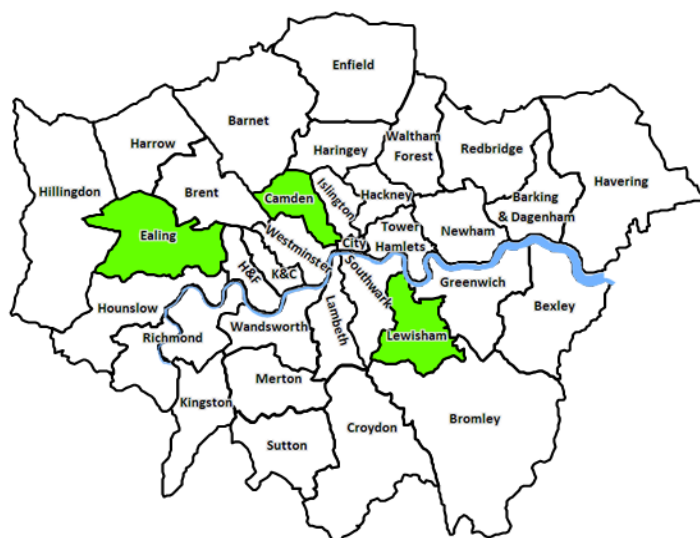 Enfield
Barnet
Harrow
Haringey
Waltham
Forest
Redbridge
Havering
Hillingdon
Brent
Camden
Islington
Hackney
Barking
& Dagenham
Ealing
Westminster
City
Tower
Hamlets
Newham
H&F
K&C
Southwark
Greenwich
Hounslow
Bexley
Richmond
Wandsworth
Lambeth
Lewisham
Merton
Kingston
Bromley
Croydon
Sutton